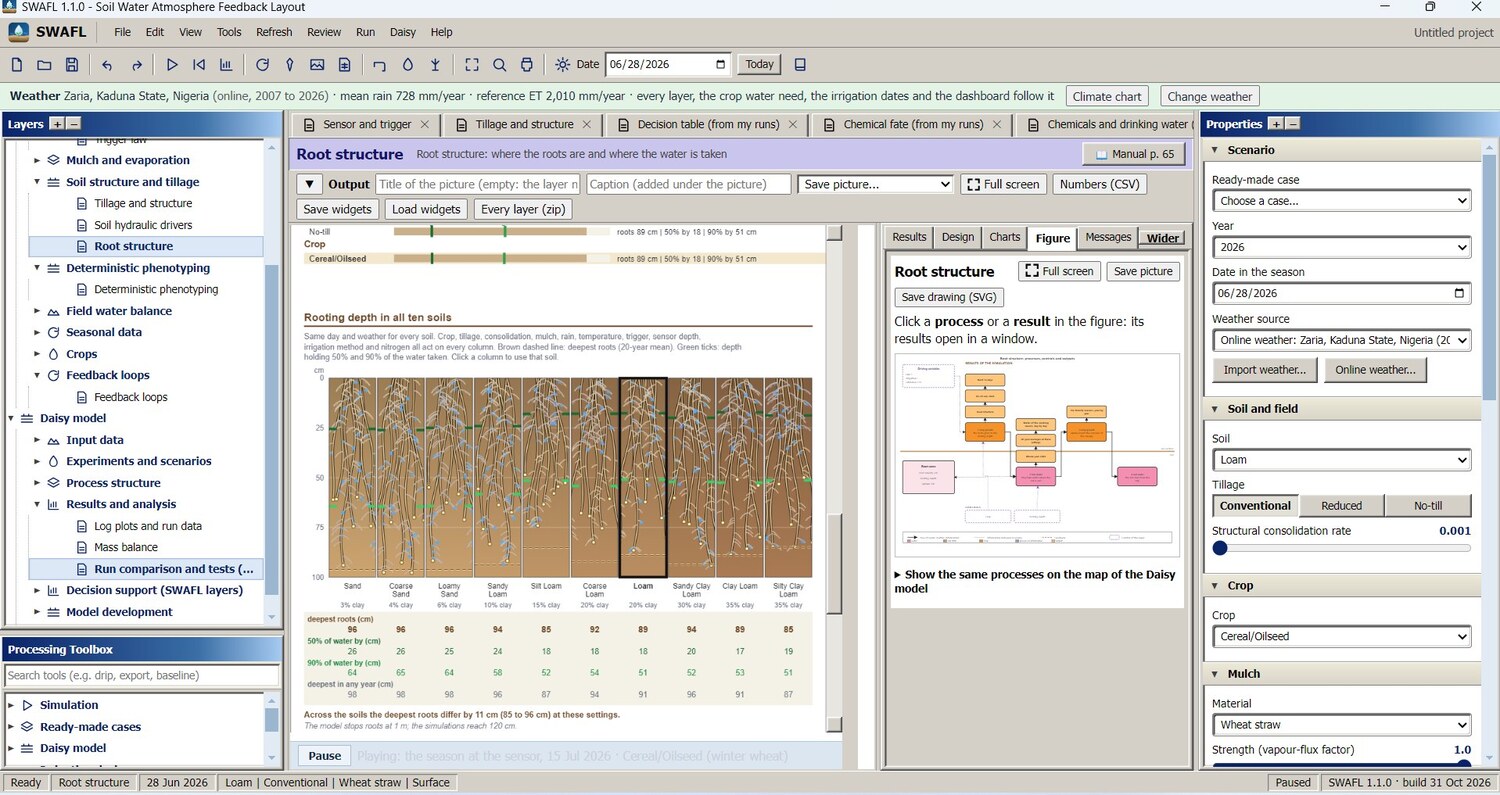 SWAFL 1.1.0 - Soil Water Atmosphere Feedback Layout
SWAFL File Edit View Tools Refresh Review Run Daisy Help Untitled project
Date 06/28/2026 Today
Weather Zaria, Kaduna State, Nigeria (online, 2007 to 2026) · mean rain 728 mm/year · reference ET 2,010 mm/year · every layer, the crop water need, the irrigation dates and the dashboard follow it Climate chart Change weather
Layers + −
Mulch and evaporation
Soil structure and tillage
Tillage and structure
Soil hydraulic drivers
Root structure
Deterministic phenotyping
Deterministic phenotyping
Field water balance
Seasonal data
Crops
Feedback loops
Feedback loops
Daisy model
Input data
Experiments and scenarios
Process structure
Results and analysis
Log plots and run data
Mass balance
Run comparison and tests (...
Decision support (SWAFL layers)
Model development
Processing Toolbox
Search tools (e.g. drip, export, baseline)
Simulation
Ready-made cases
Daisy model
Sensor and trigger Tillage and structure Decision table (from my runs) Chemical fate (from my runs) Chemicals and drinking water (
Root structure Root structure: where the roots are and where the water is taken Manual p. 65
Output Title of the picture (empty: the layer n Caption (added under the picture) Save picture... Full screen Numbers (CSV)
Save widgets Load widgets Every layer (zip)
No-till roots 89 cm | 50% by 18 | 90% by 51 cm
Crop
Cereal/Oilseed roots 89 cm | 50% by 18 | 90% by 51 cm
Rooting depth in all ten soils
Same day and weather for every soil. Crop, tillage, consolidation, mulch, rain, temperature, trigger, sensor depth,
irrigation method and nitrogen all act on every column. Brown dashed line: deepest roots (20-year mean). Green ticks: depth
holding 50% and 90% of the water taken. Click a column to use that soil.
cm
0
25
50
75
100
Sand Coarse Sand Loamy Sand Sandy Loam Silt Loam Coarse Loam Loam Sandy Clay Loam Clay Loam Silty Clay Loam
3% clay 4% clay 6% clay 10% clay 15% clay 20% clay 20% clay 30% clay 35% clay 35% clay
deepest roots (cm)
96 96 96 94 85 92 89 94 89 85
50% of water by (cm)
26 26 25 24 18 18 18 20 17 19
90% of water by (cm)
64 65 64 58 52 54 51 52 53 51
deepest in any year (cm)
98 98 98 96 87 94 91 96 91 87
Across the soils the deepest roots differ by 11 cm (85 to 96 cm) at these settings.
The model stops roots at 1 m; the simulations reach 120 cm.
Pause Playing: the season at the sensor, 15 Jul 2026 · Cereal/Oilseed (winter wheat)
Results Design Charts Figure Messages Wider
Root structure Full screen Save picture
Save drawing (SVG)
Click a process or a result in the figure: its
results open in a window.
Show the same processes on the map of the Daisy
model
Properties + −
Scenario
Ready-made case
Choose a case...
Year
2026
Date in the season
06/28/2026
Weather source
Online weather: Zaria, Kaduna State, Nigeria (20
Import weather... Online weather...
Soil and field
Soil
Loam
Tillage
Conventional Reduced No-till
Structural consolidation rate 0.001
Crop
Crop
Cereal/Oilseed
Mulch
Material
Wheat straw
Strength (vapour-flux factor) 1.0
Ready Root structure 28 Jun 2026 Loam | Conventional | Wheat straw | Surface Paused SWAFL 1.1.0 · build 31 Oct 2026